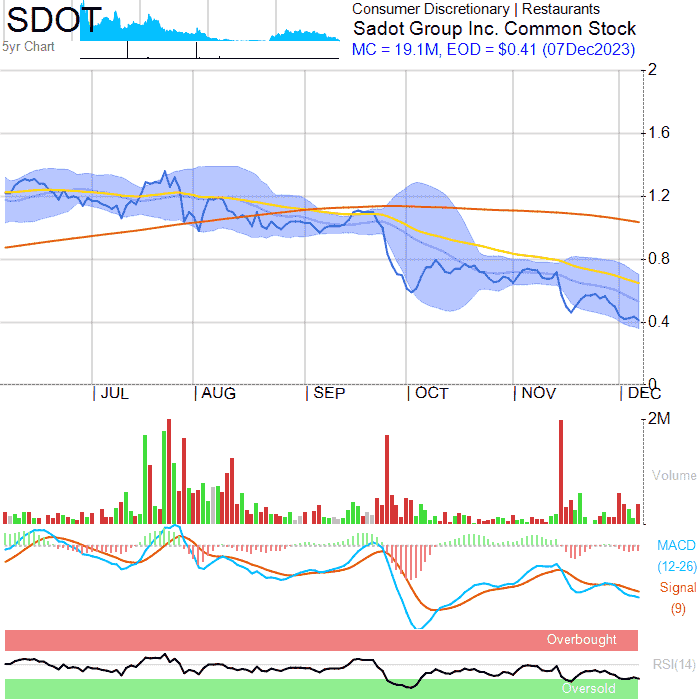 SDOT
5yr Chart
Consumer Discretionary | Restaurants
Sadot Group Inc. Common Stock
MC = 19.1M, EOD = $0.41 (07Dec2023)
2
1.6
1.2
0.8
0.4
0
JUL AUG SEP OCT NOV DEC
2M
Volume
MACD
(12-26)
Signal
(9)
Overbought
RSI(14)
Oversold